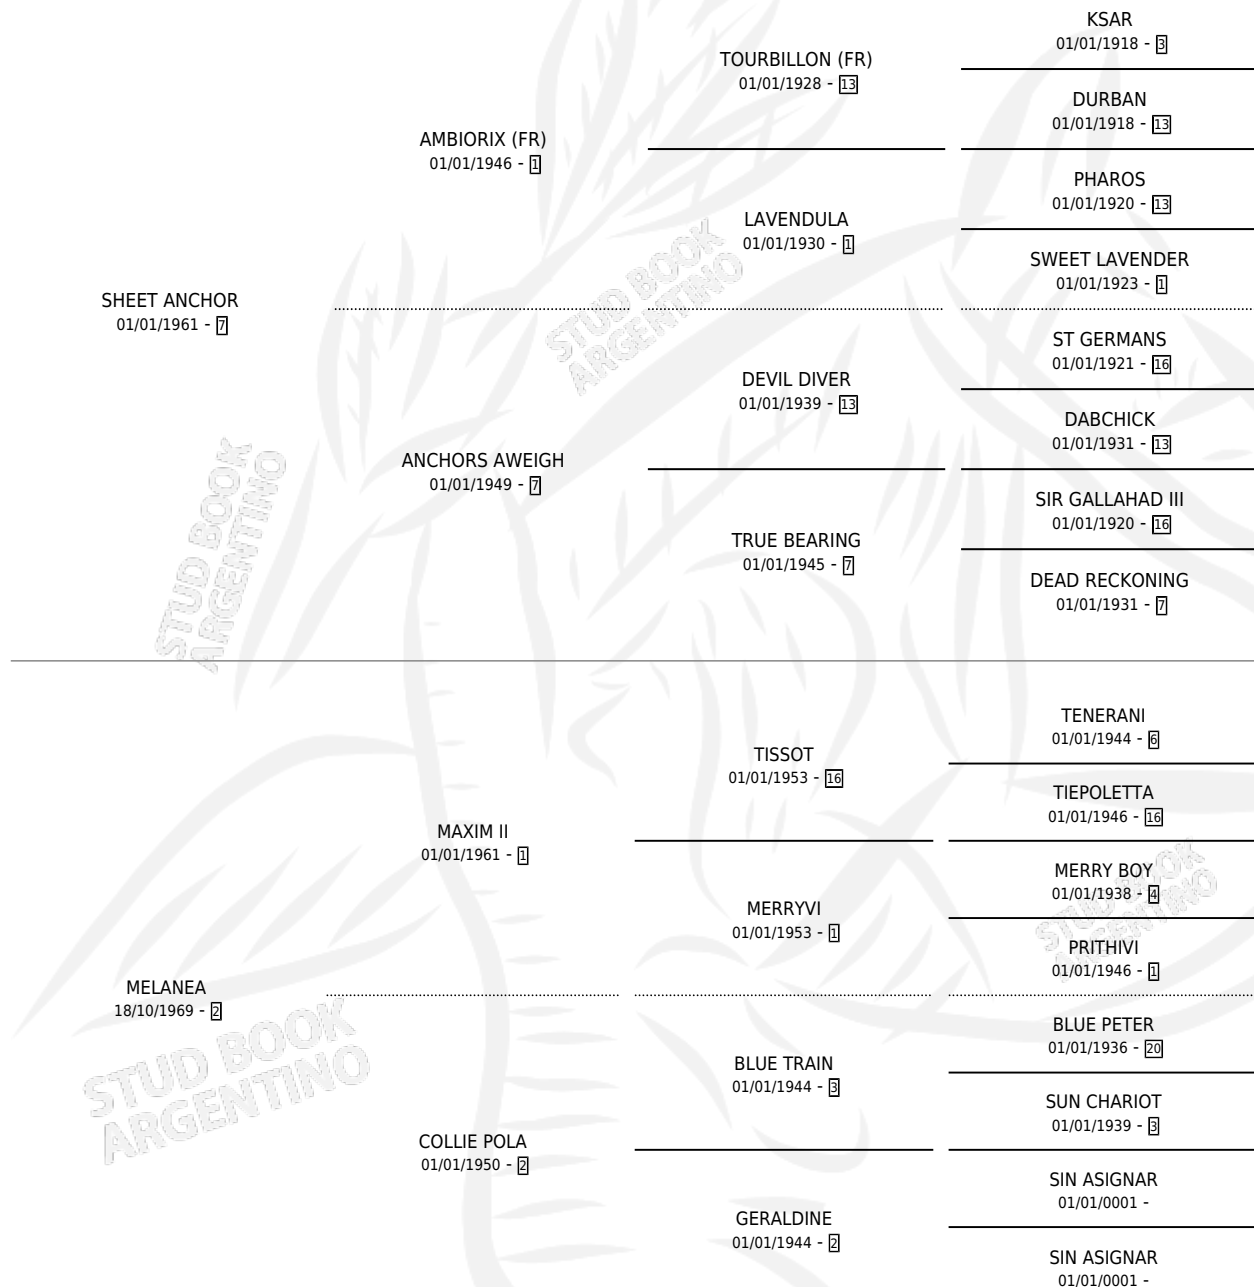 KSAR
01/01/1918 - 3
TOURBILLON (FR)
01/01/1928 - 13
DURBAN
01/01/1918 - 13
AMBIORIX (FR)
01/01/1946 - 1
PHAROS
01/01/1920 - 13
LAVENDULA
01/01/1930 - 1
SWEET LAVENDER
01/01/1923 - 1
SHEET ANCHOR
01/01/1961 - 7
ST GERMANS
01/01/1921 - 16
DEVIL DIVER
01/01/1939 - 13
DABCHICK
01/01/1931 - 13
ANCHORS AWEIGH
01/01/1949 - 7
SIR GALLAHAD III
01/01/1920 - 16
TRUE BEARING
01/01/1945 - 7
DEAD RECKONING
01/01/1931 - 7
TENERANI
01/01/1944 - 6
TISSOT
01/01/1953 - 16
TIEPOLETTA
01/01/1946 - 16
MAXIM II
01/01/1961 - 1
MERRY BOY
01/01/1938 - 4
MERRYVI
01/01/1953 - 1
PRITHIVI
01/01/1946 - 1
MELANEA
18/10/1969 - 2
BLUE PETER
01/01/1936 - 20
BLUE TRAIN
01/01/1944 - 3
SUN CHARIOT
01/01/1939 - 3
COLLIE POLA
01/01/1950 - 2
SIN ASIGNAR
01/01/0001 -
GERALDINE
01/01/1944 - 2
SIN ASIGNAR
01/01/0001 -
STUD BOOK
ARGENTINO
STUD BOOK
ARGENTINO
STUD BOOK
ARGENTINO
STUD BOOK
ARGENTINO